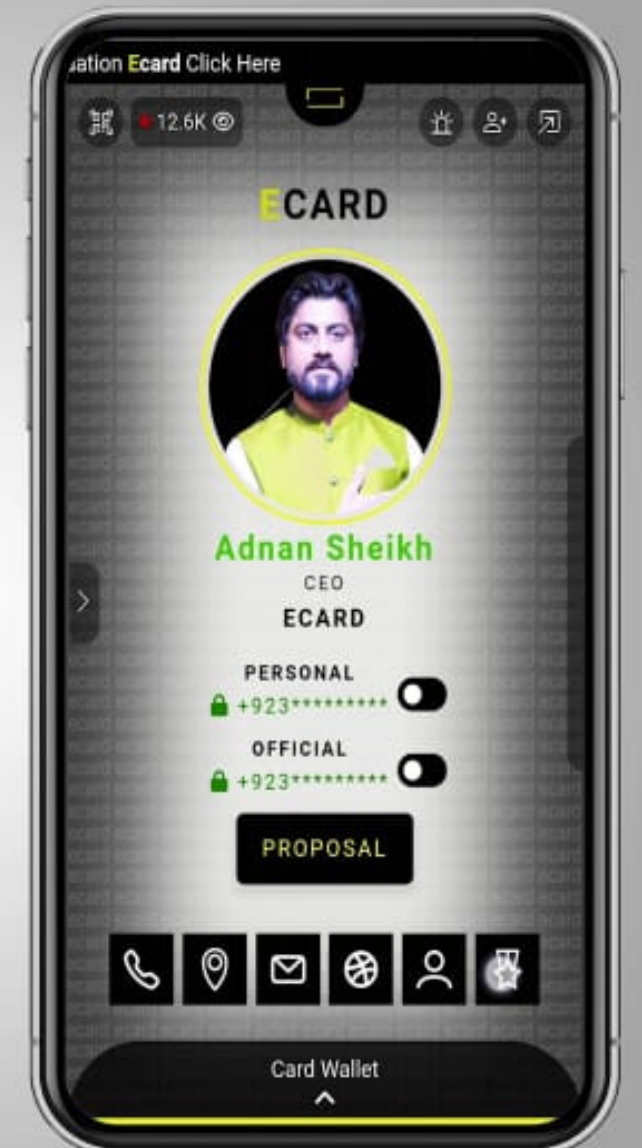 ation Ecard Click Here
12.6K
ECARD
Adnan Sheikh
CEO
ECARD
PERSONAL
+923*********
OFFICIAL
+923*********
PROPOSAL
Card Wallet